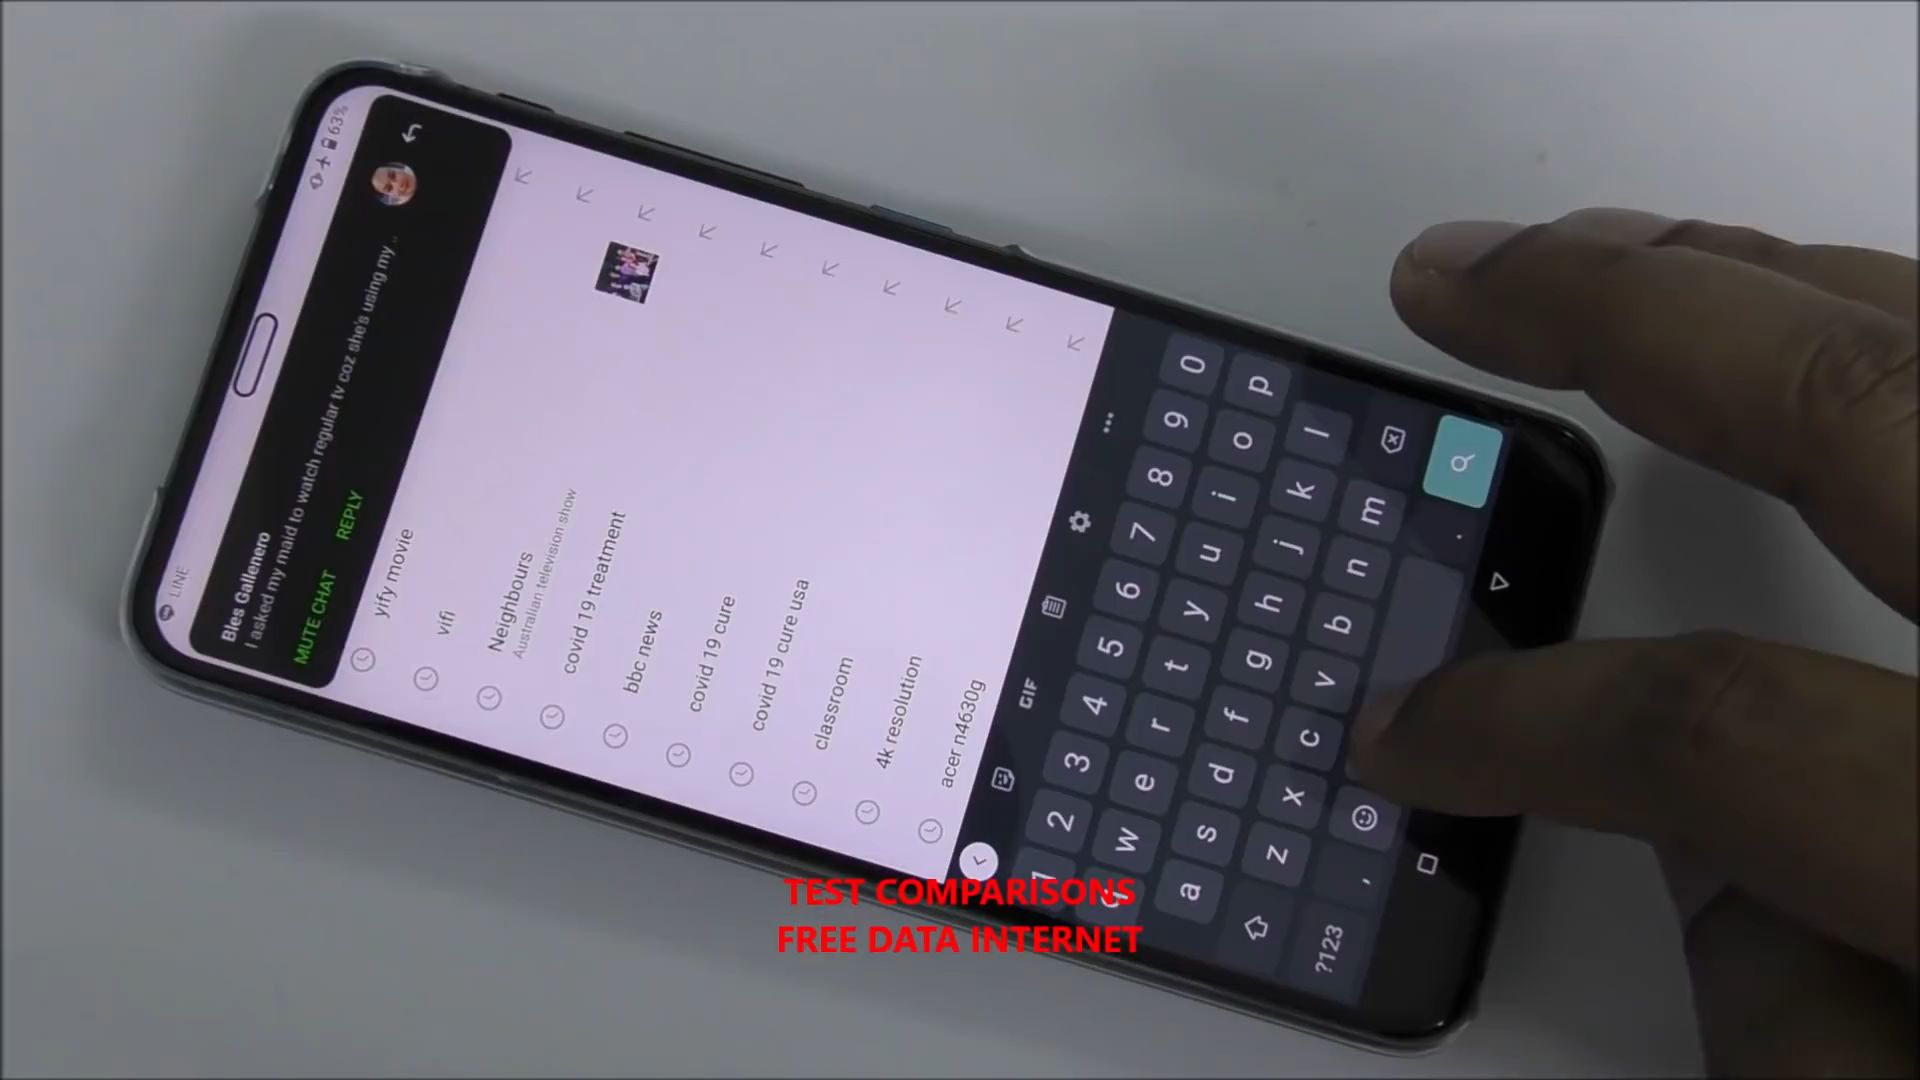 LINE
63%
Bles Gallenero
I asked my maid to watch regular tv coz she's using my ..
MUTE CHAT REPLY
yify movie
vifi
Neighbours
Australian television show
covid 19 treatment
bbc news
covid 19 cure
covid 19 cure usa
classroom
4k resolution
acer n4630g
GIF
1 2 3 4 5 6 7 8 9 0
q w e r t y u i o p
a s d f g h j k l
z x c v b n m
?123 , .
TEST COMPARISONS
FREE DATA INTERNET